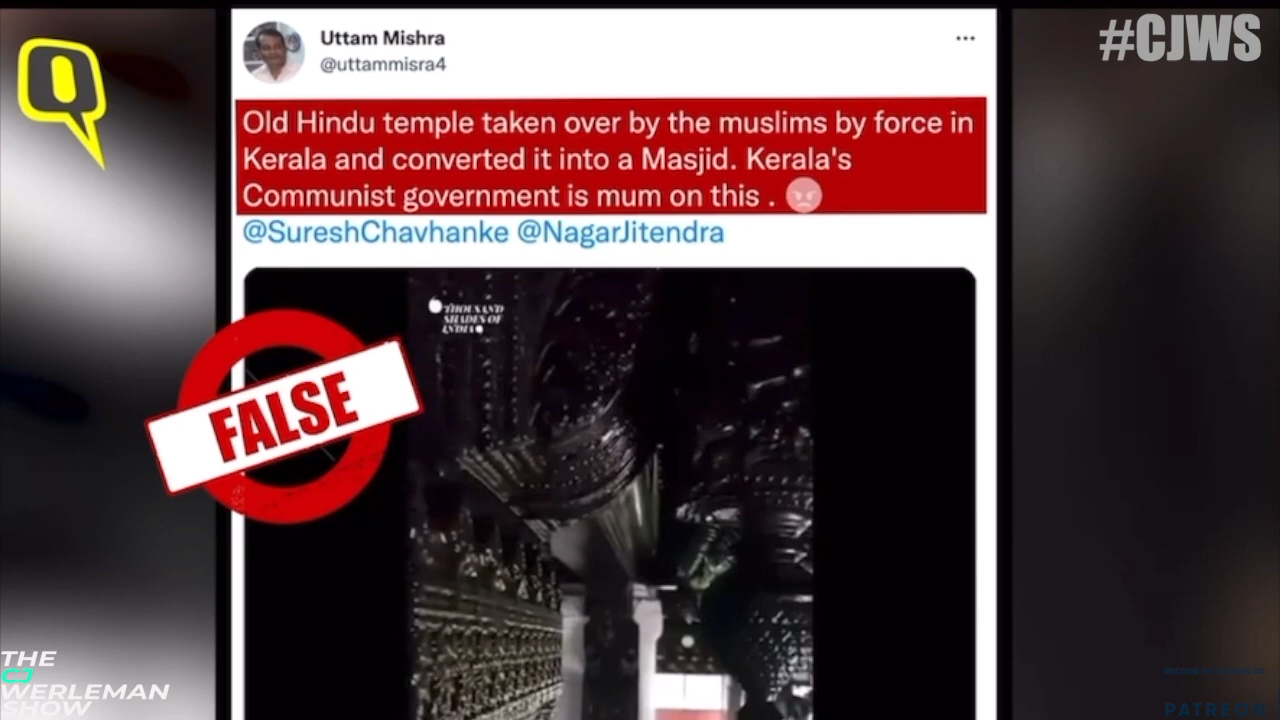 #CJWS
Uttam Mishra
@uttammisra4
Old Hindu temple taken over by the muslims by force in
Kerala and converted it into a Masjid. Kerala's
Communist government is mum on this .
@SureshChavhanke @NagarJitendra
THOUSAND
SHADES OF
INDIA
FALSE
THE
CJ
WERLEMAN
SHOW
PATREON